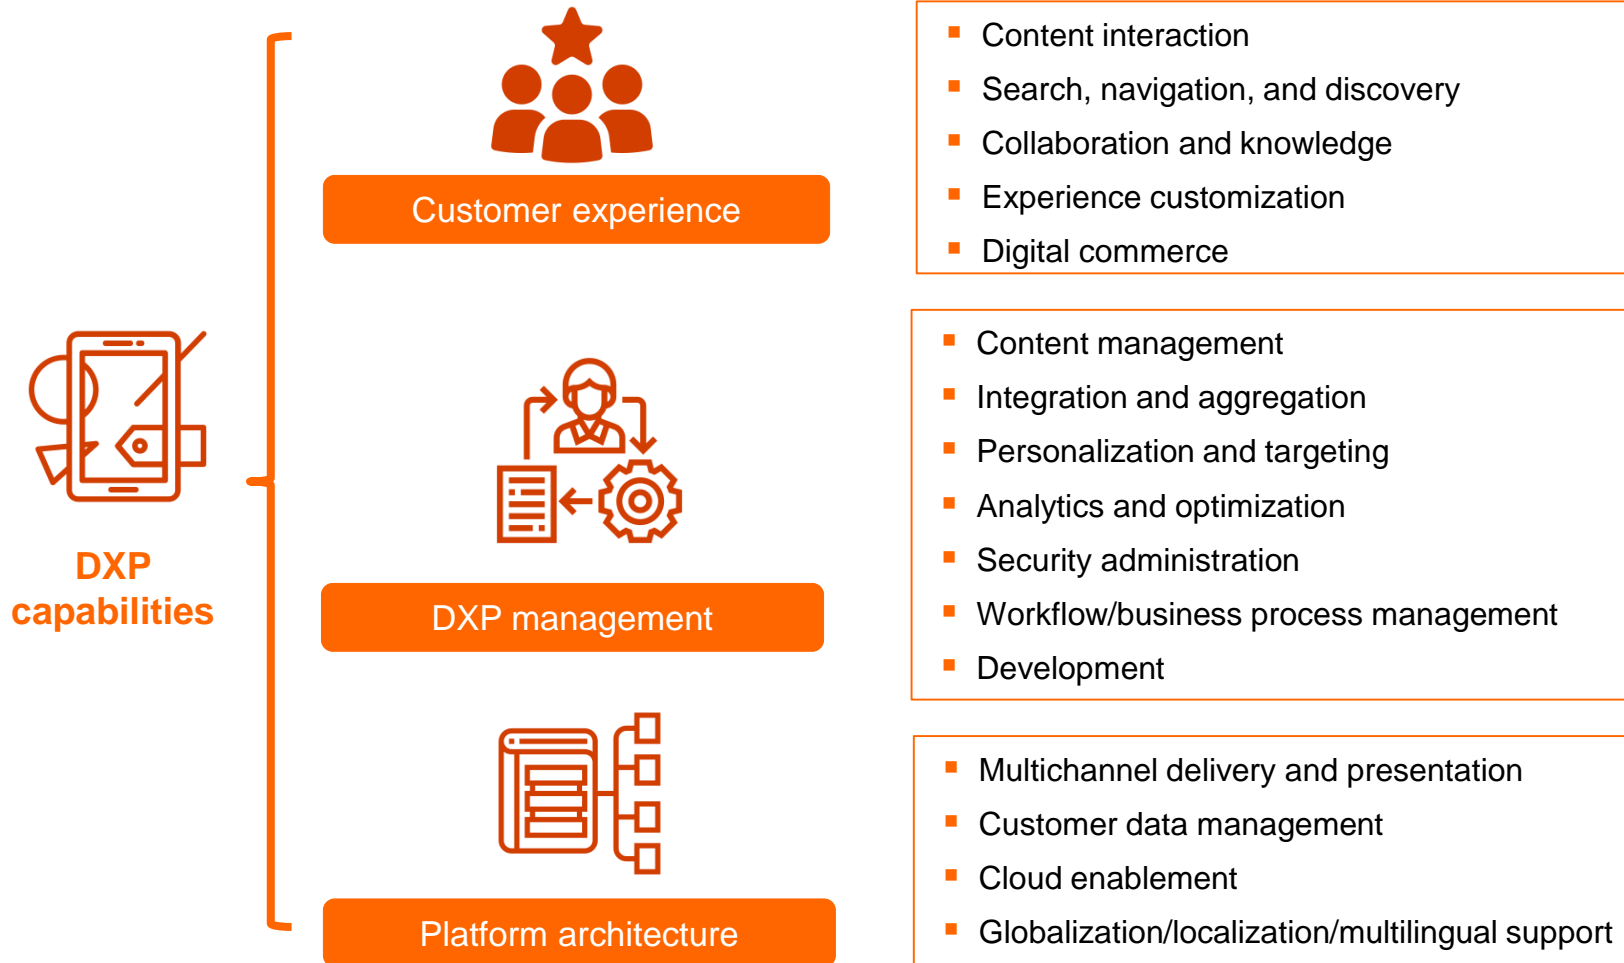 DXP
capabilities
Customer experience
Content interaction
Search, navigation, and discovery
Collaboration and knowledge
Experience customization
Digital commerce
DXP management
Content management
Integration and aggregation
Personalization and targeting
Analytics and optimization
Security administration
Workflow/business process management
Development
Platform architecture
Multichannel delivery and presentation
Customer data management
Cloud enablement
Globalization/localization/multilingual support